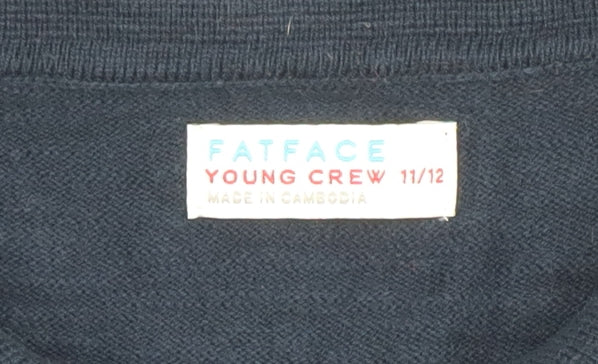 FATFACE
YOUNG CREW 11/12
MADE IN CAMBODIA